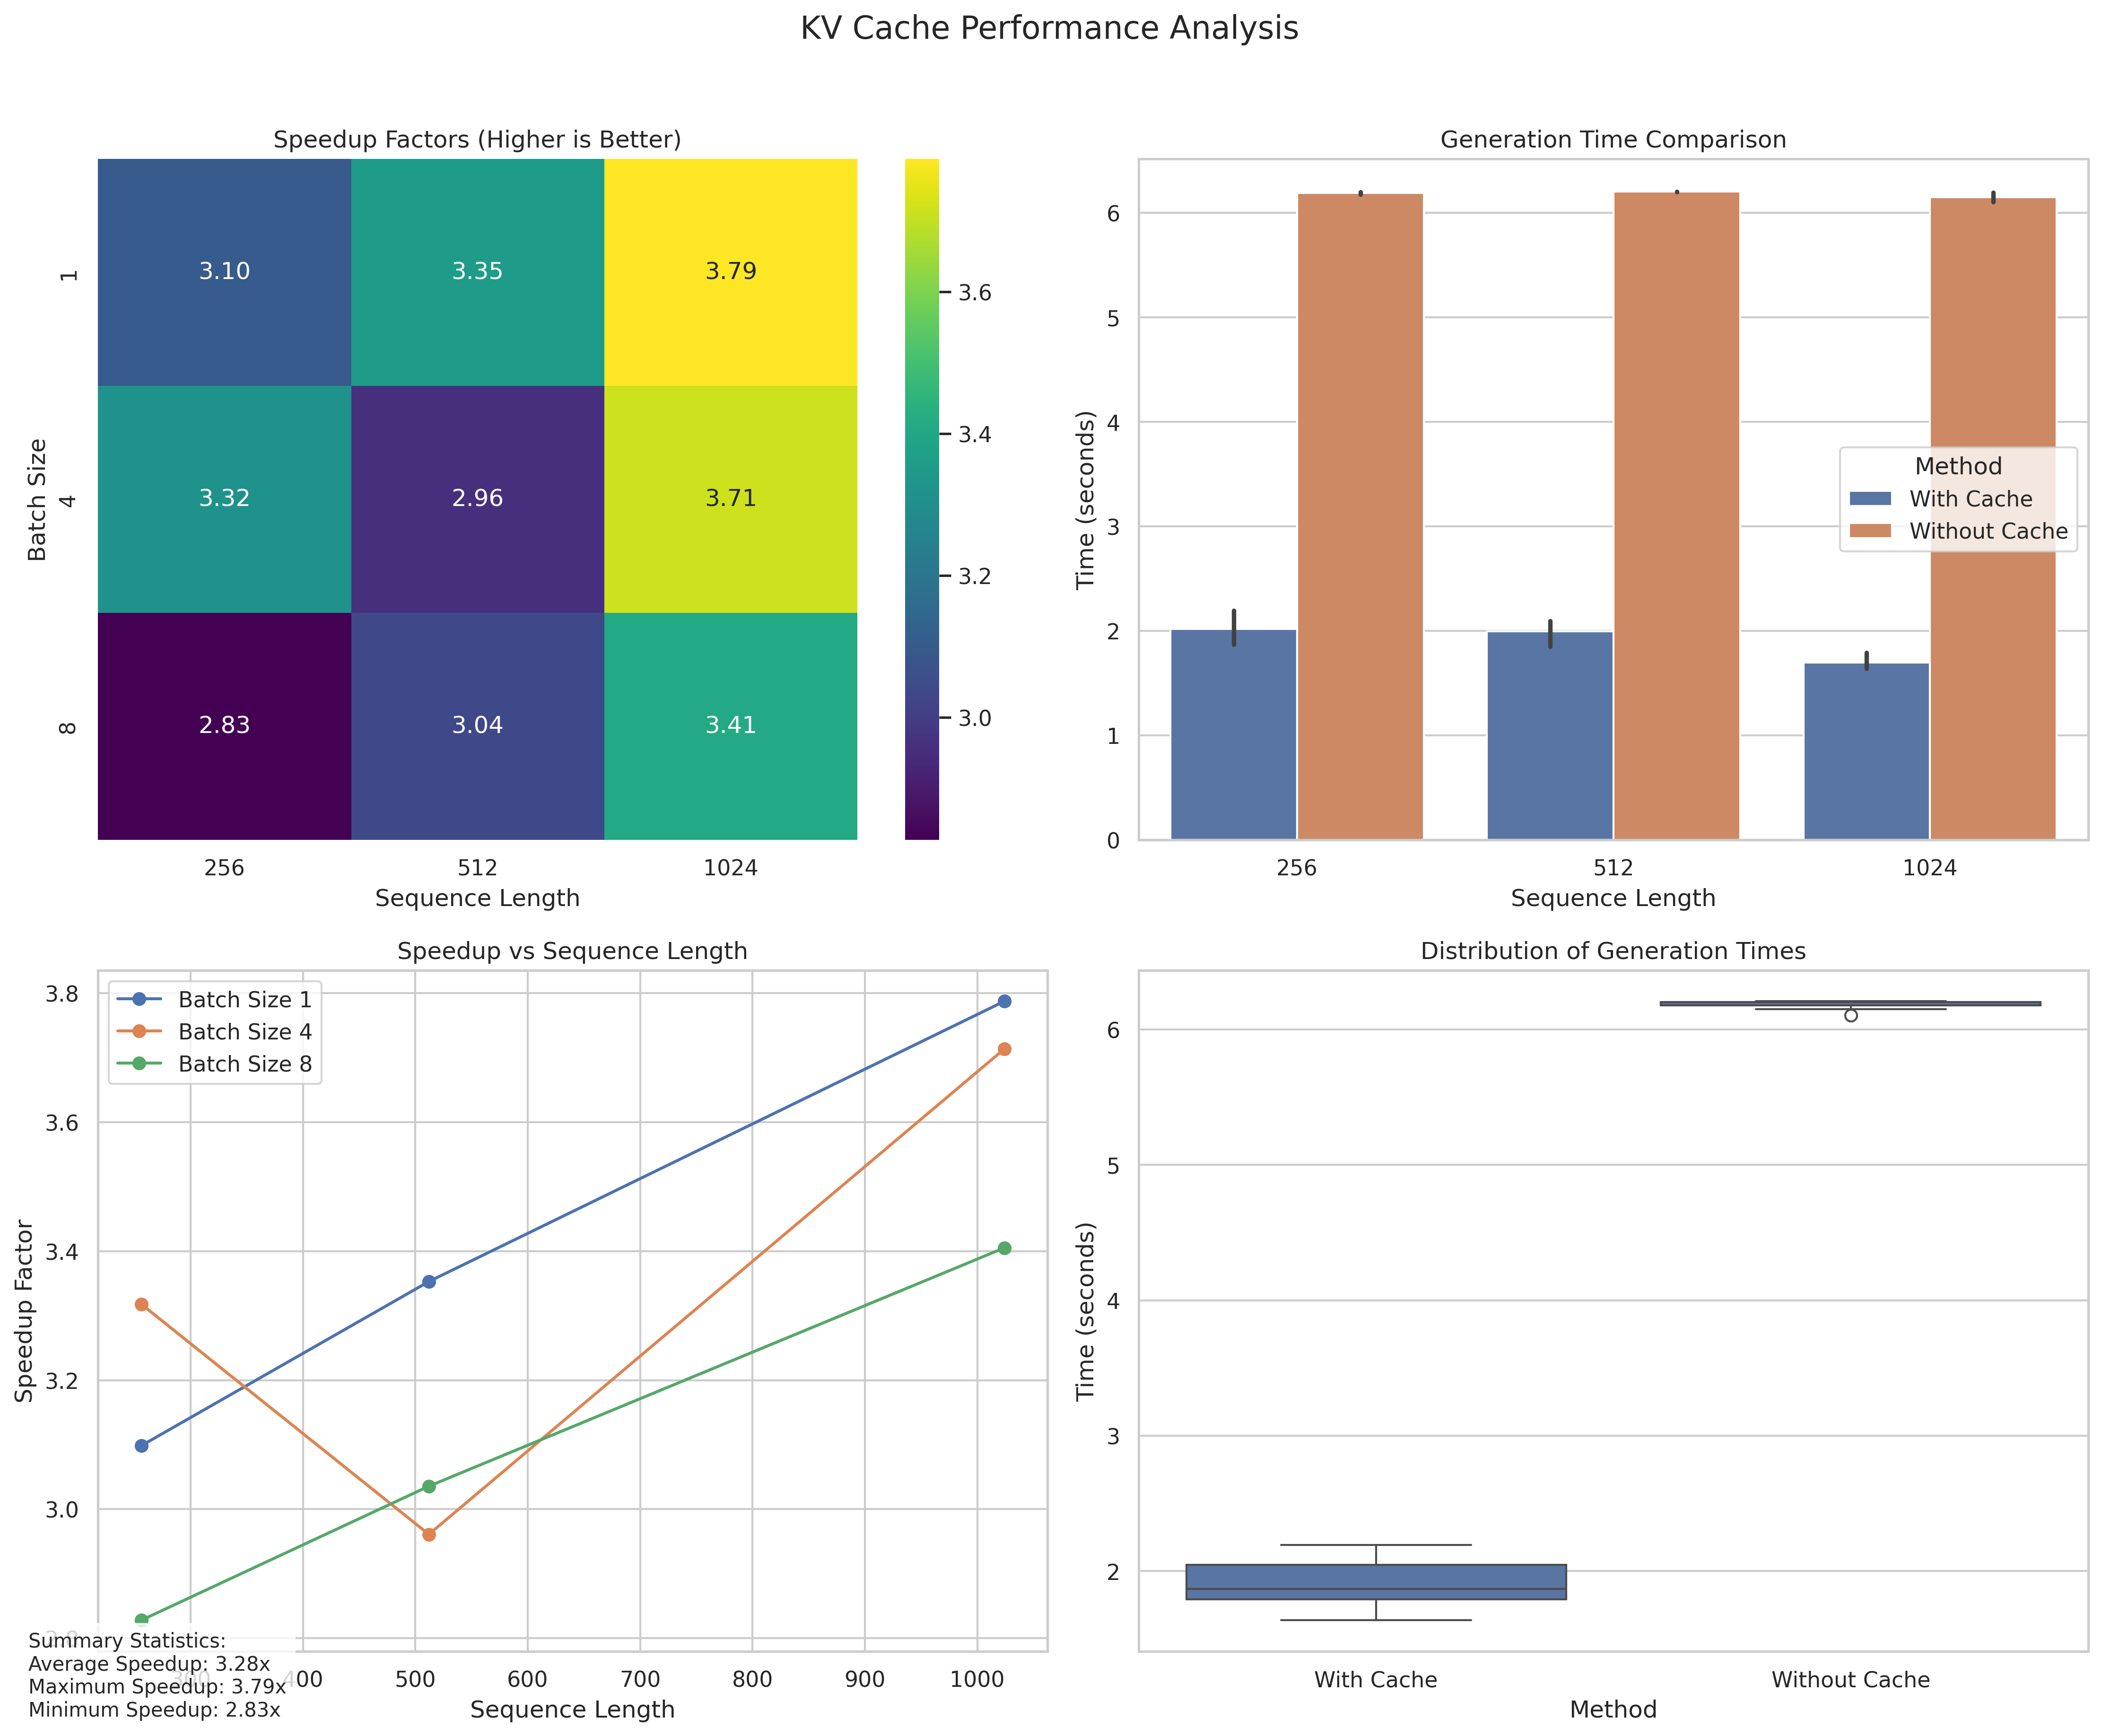 KV Cache Performance Analysis
Speedup Factors (Higher is Better)
Batch Size
1
4
8
3.10 3.35 3.79
3.32 2.96 3.71
2.83 3.04 3.41
256 512 1024
Sequence Length
3.6
3.4
3.2
3.0
Generation Time Comparison
Time (seconds)
6
5
4
3
2
1
0
Method
With Cache
Without Cache
256 512 1024
Sequence Length
Speedup vs Sequence Length
Speedup Factor
3.8
3.6
3.4
3.2
3.0
2.8
Batch Size 1
Batch Size 4
Batch Size 8
300 400 500 600 700 800 900 1000
Sequence Length
Summary Statistics:
Average Speedup: 3.28x
Maximum Speedup: 3.79x
Minimum Speedup: 2.83x
Distribution of Generation Times
Time (seconds)
6
5
4
3
2
With Cache Without Cache
Method